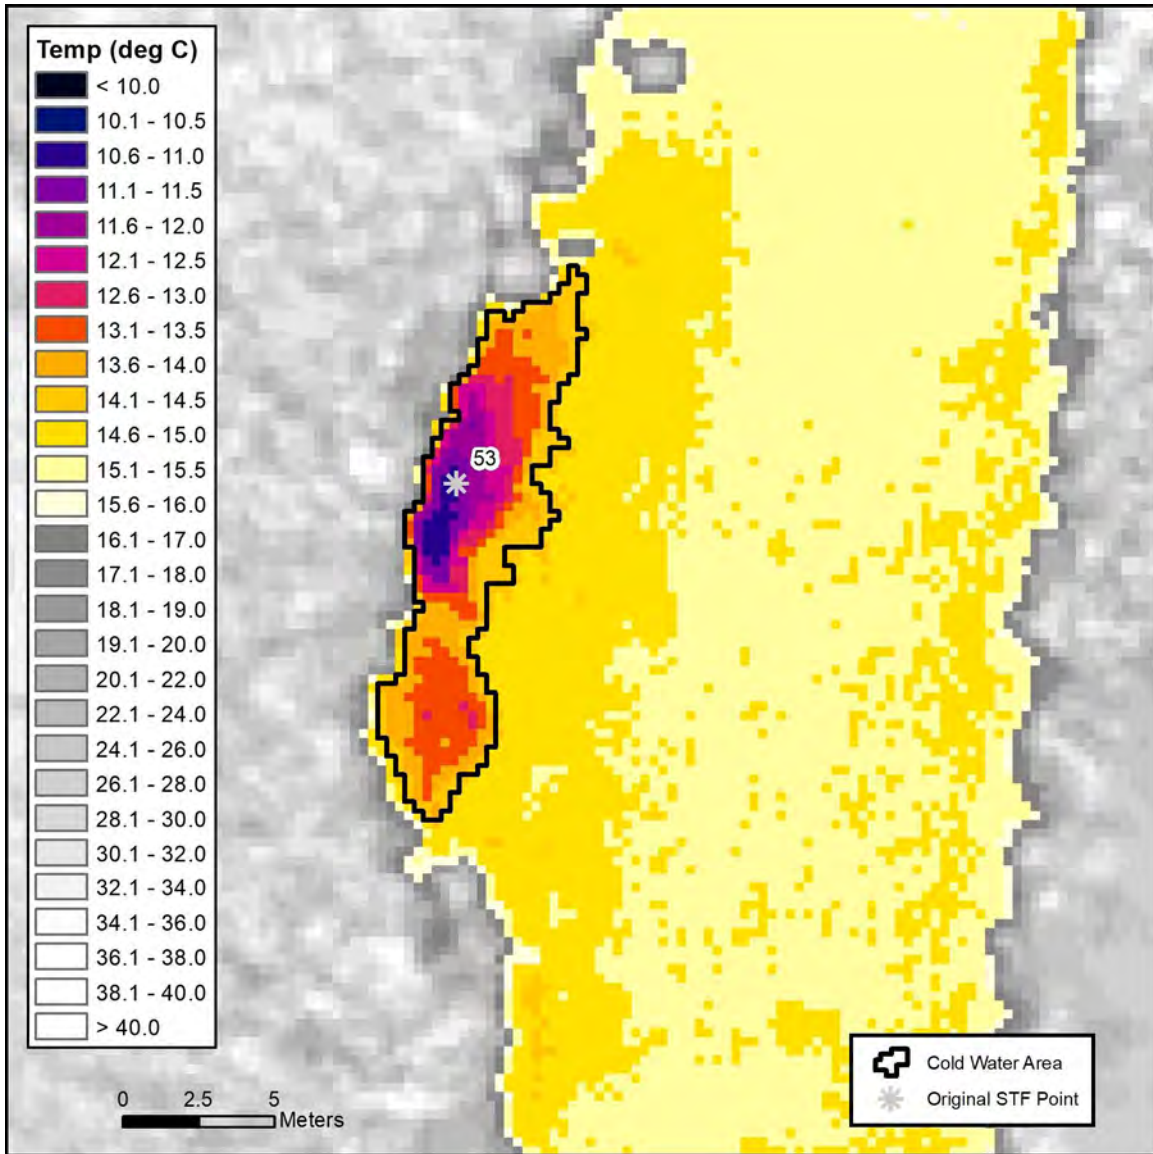 Temp (deg C)
< 10.0
10.1 - 10.5
10.6 - 11.0
11.1 - 11.5
11.6 - 12.0
12.1 - 12.5
12.6 - 13.0
13.1 - 13.5
13.6 - 14.0
14.1 - 14.5
14.6 - 15.0
15.1 - 15.5
15.6 - 16.0
16.1 - 17.0
17.1 - 18.0
18.1 - 19.0
19.1 - 20.0
20.1 - 22.0
22.1 - 24.0
24.1 - 26.0
26.1 - 28.0
28.1 - 30.0
30.1 - 32.0
32.1 - 34.0
34.1 - 36.0
36.1 - 38.0
38.1 - 40.0
> 40.0
53
0 2.5 5
Meters
Cold Water Area
Original STF Point